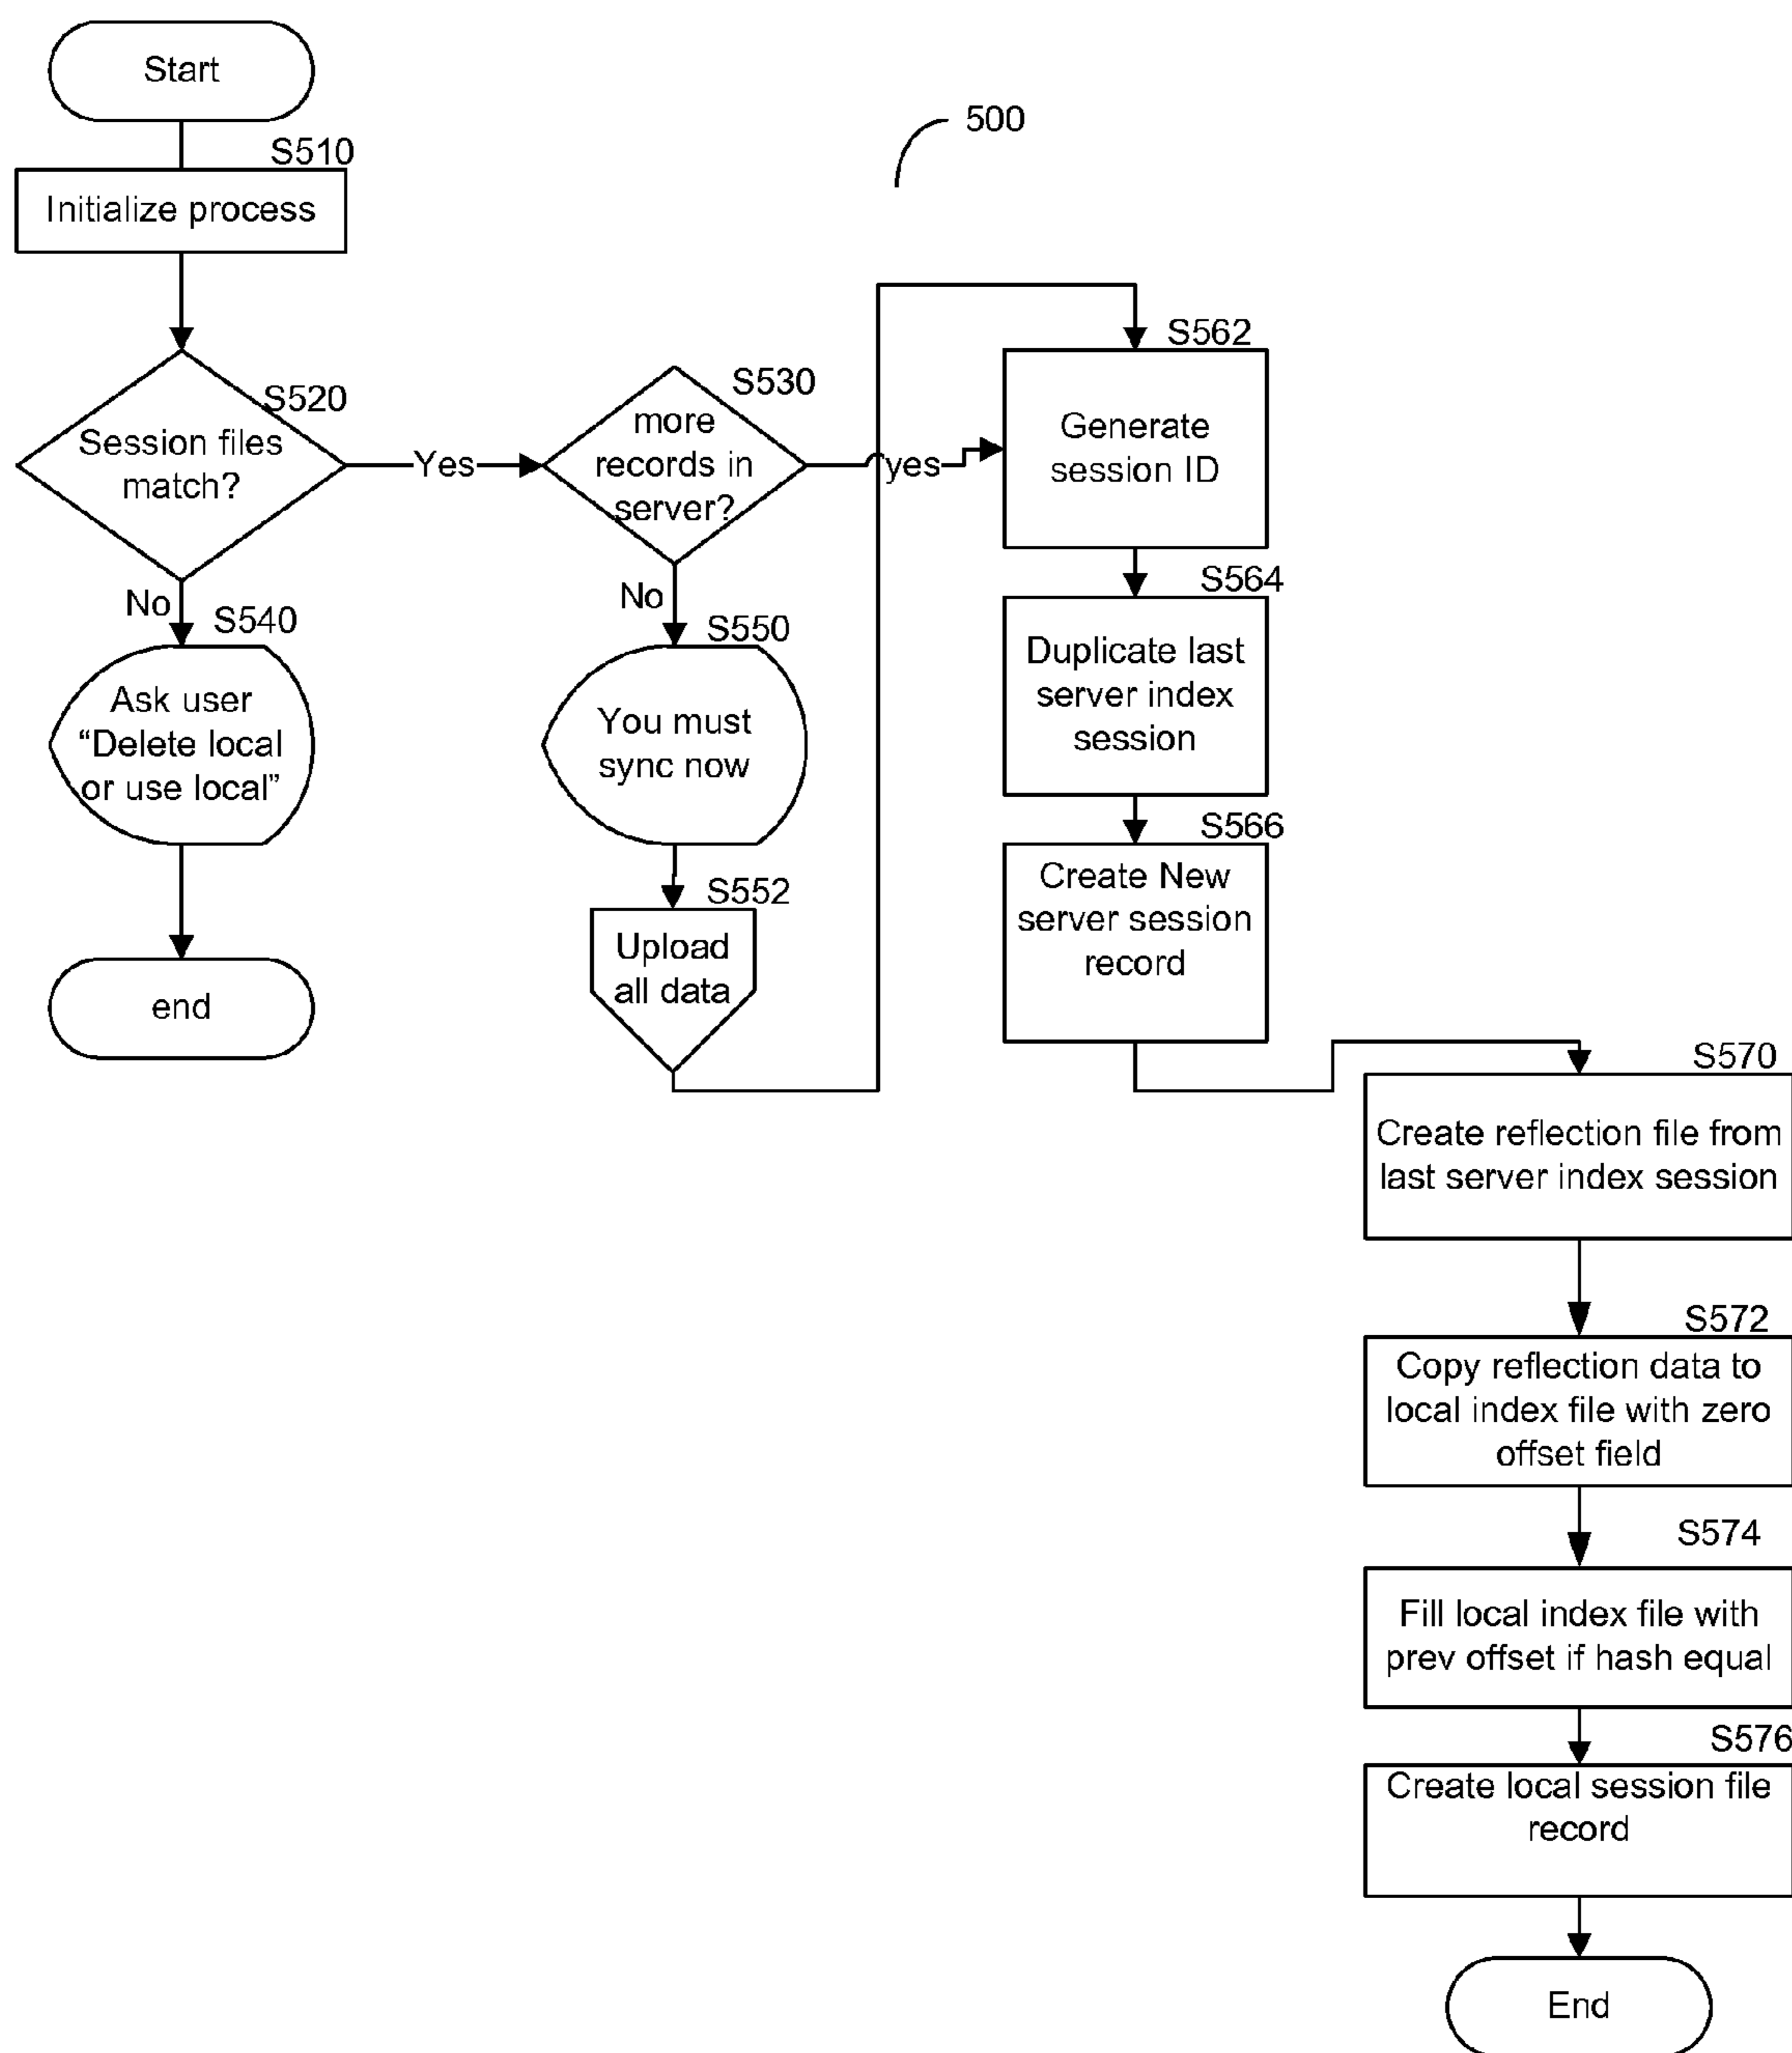 Start
500
S510
Initialize process
S562
S530
S520
Session files
match?
Yes
more
records in
server?
yes
Generate
session ID
No
S540
Ask user
“Delete local
or use local”
end
No
S550
You must
sync now
S552
Upload
all data
S564
Duplicate last
server index
session
S566
Create New
server session
record
S570
Create reflection file from
last server index session
S572
Copy reflection data to
local index file with zero
offset field
S574
Fill local index file with
prev offset if hash equal
S576
Create local session file
record
End